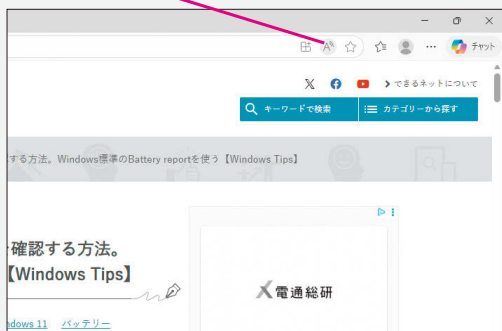 チャット
できるネットについて
キーワードで検索
カテゴリーから探す
する方法。Windows標準のBattery reportを使う【Windows Tips】
確認する方法。
【Windows Tips】
電通総研
ndows 11 バッテリー